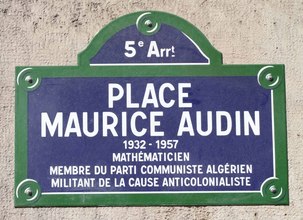 5e Arrt
PLACE
MAURICE AUDIN
1932 - 1957
MATHÉMATICIEN
MEMBRE DU PARTI COMMUNISTE ALGÉRIEN
MILITANT DE LA CAUSE ANTICOLONIALISTE